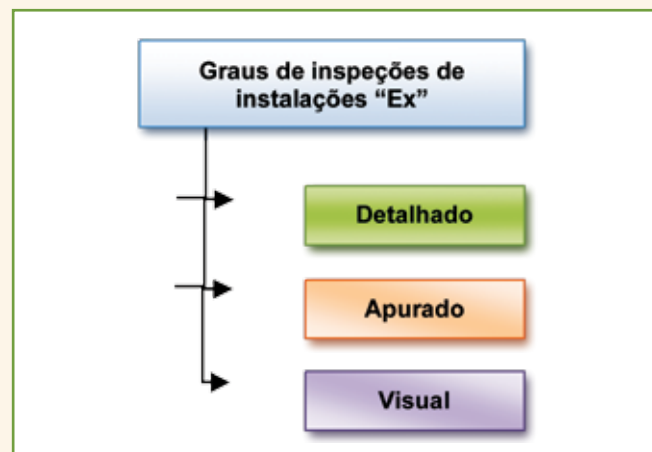 Graus de inspeções de
instalações “Ex”
Detalhado
Apurado
Visual